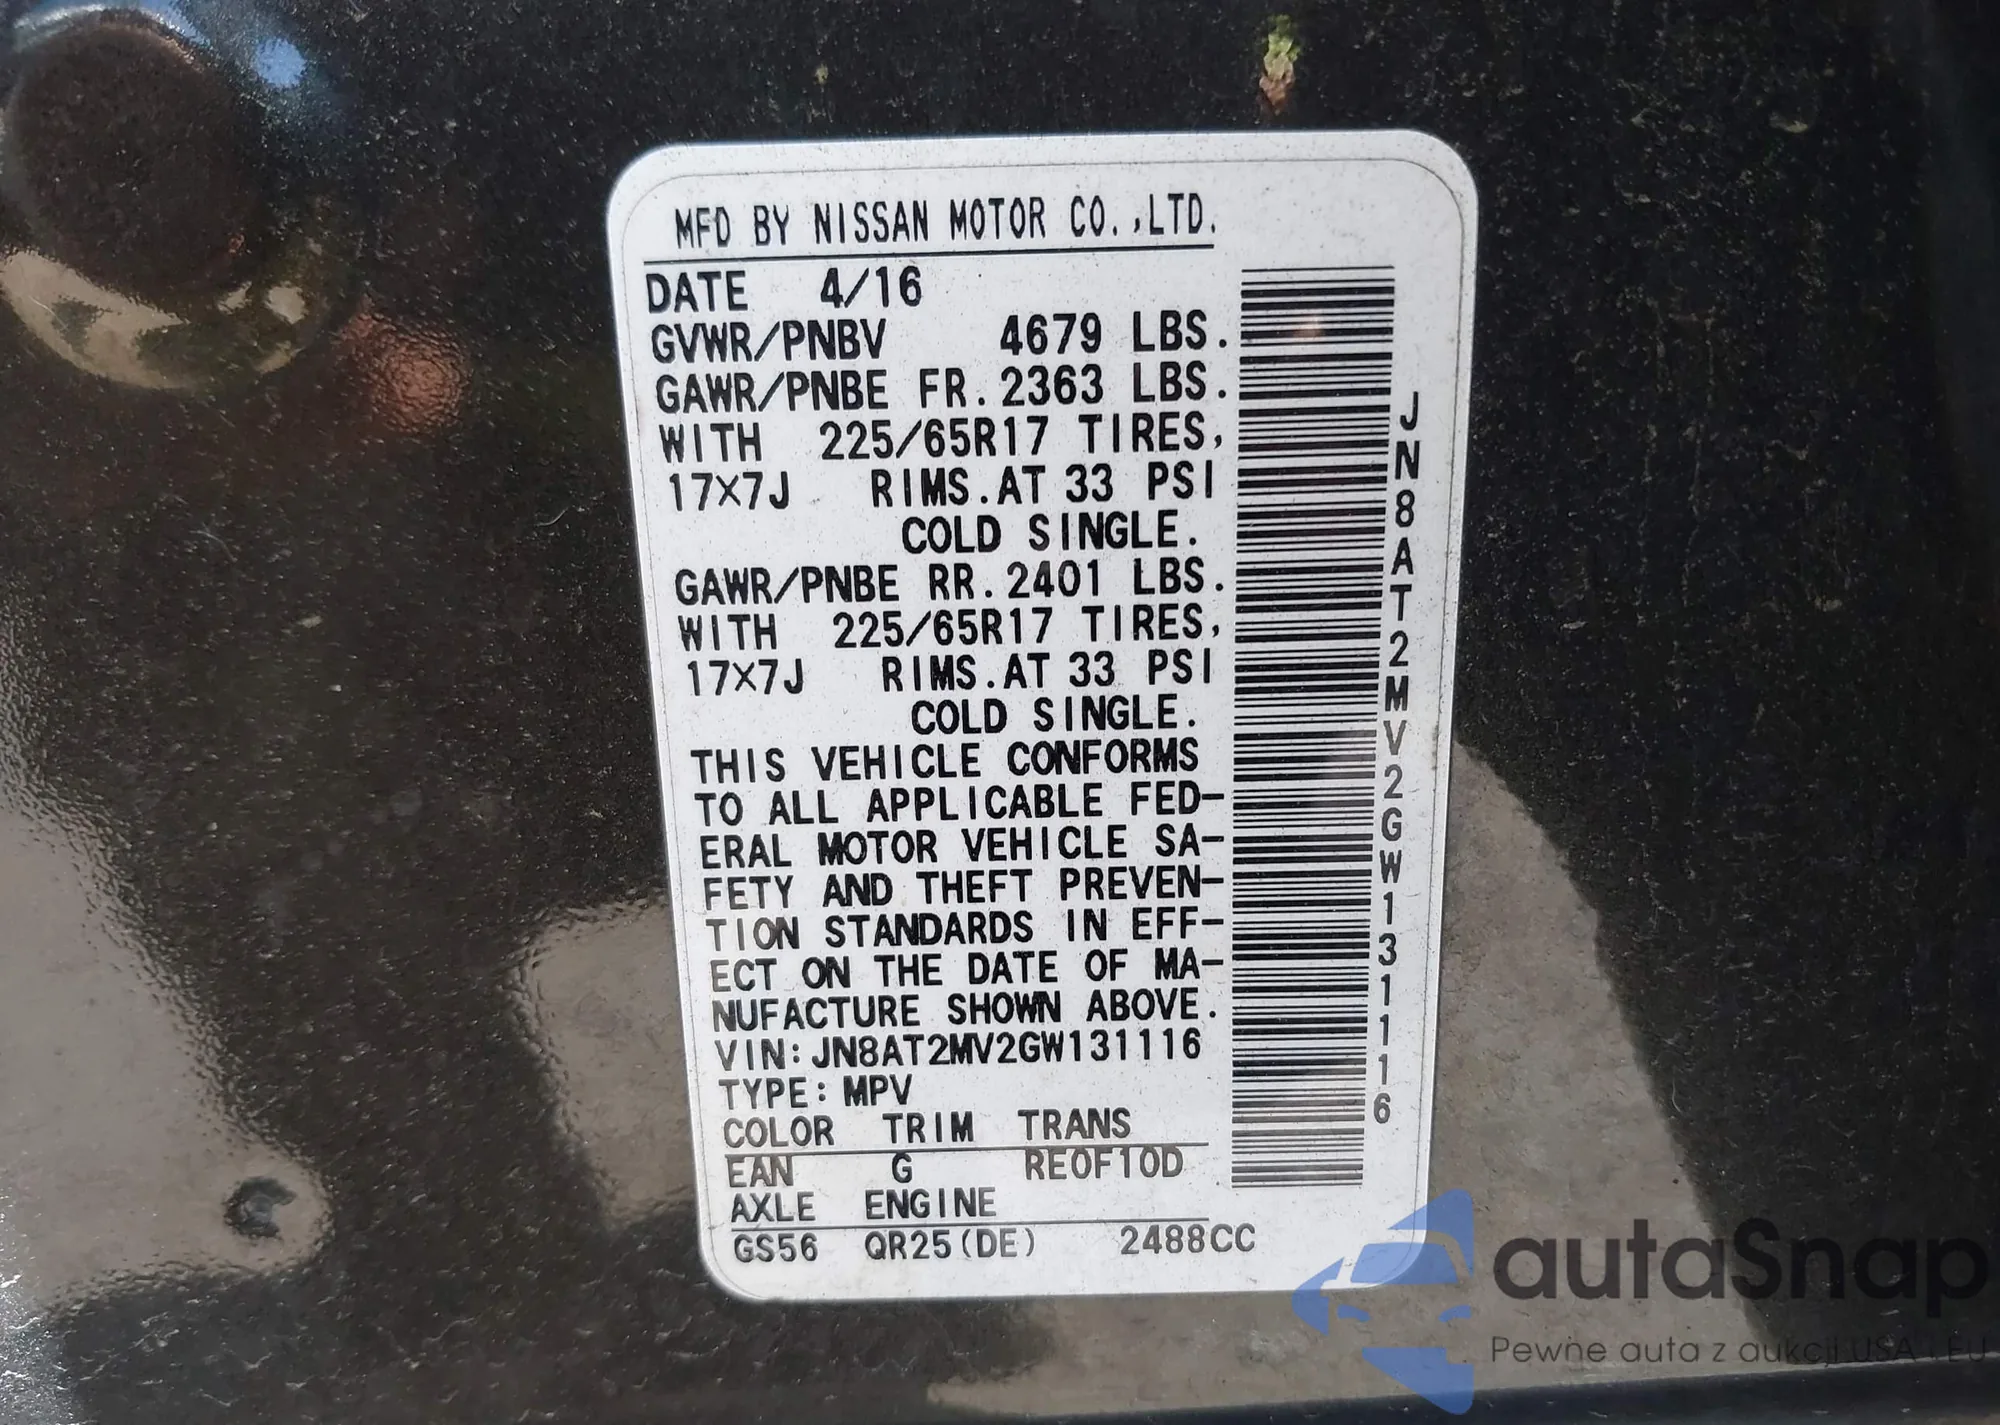 MFD BY NISSAN MOTOR CO.,LTD.
DATE 4/16
GVWR/PNBV 4679 LBS.
GAWR/PNBE FR. 2363 LBS.
WITH 225/65R17 TIRES,
17X7J RIMS.AT 33 PSI
COLD SINGLE.
GAWR/PNBE RR. 2401 LBS.
WITH 225/65R17 TIRES,
17X7J RIMS.AT 33 PSI
COLD SINGLE.
THIS VEHICLE CONFORMS
TO ALL APPLICABLE FED-
ERAL MOTOR VEHICLE SA-
FETY AND THEFT PREVEN-
TION STANDARDS IN EFF-
ECT ON THE DATE OF MA-
NUFACTURE SHOWN ABOVE.
VIN:JN8AT2MV2GW131116
TYPE:MPV
COLOR TRIM TRANS
EAN G RE0F10D
AXLE ENGINE
GS56 QR25(DE) 2488CC
JN8AT2MV2GW131116
autaSnap
Pewne auta z aukcji USA i EU